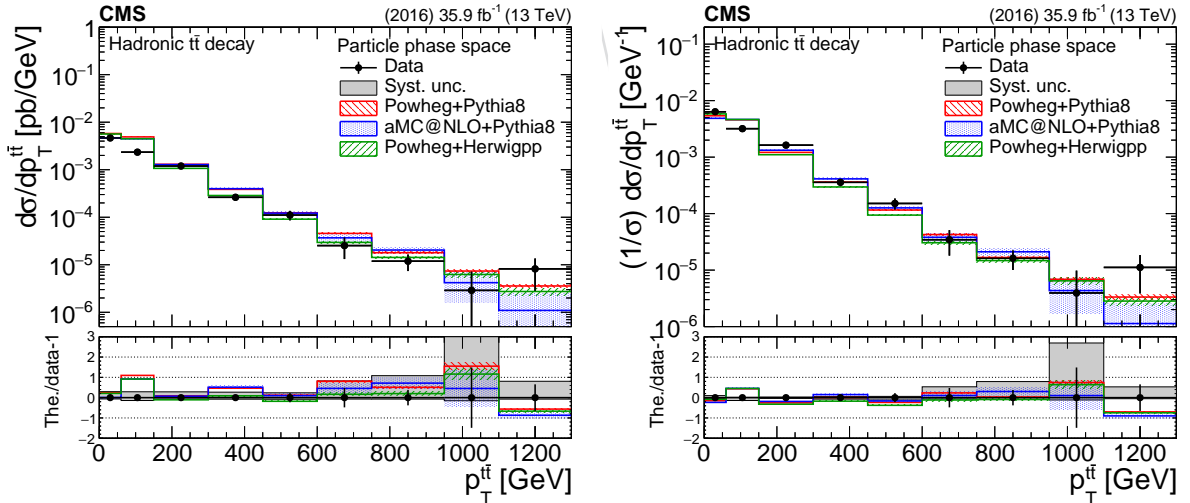 CMS (2016) 35.9 fb⁻¹ (13 TeV)
Hadronic tt̄ decay
Particle phase space
Data
Syst. unc.
Powheg+Pythia8
aMC@NLO+Pythia8
Powheg+Herwigpp
dσ/dp_T^{tt̄} [pb/GeV]
1
10⁻¹
10⁻²
10⁻³
10⁻⁴
10⁻⁵
10⁻⁶
The./data-1
3
2
1
0
−1
−2
0 200 400 600 800 1000 1200
p_T^{tt̄} [GeV]
CMS (2016) 35.9 fb⁻¹ (13 TeV)
Hadronic tt̄ decay
Particle phase space
Data
Syst. unc.
Powheg+Pythia8
aMC@NLO+Pythia8
Powheg+Herwigpp
(1/σ) dσ/dp_T^{tt̄} [GeV⁻¹]
10⁻¹
10⁻²
10⁻³
10⁻⁴
10⁻⁵
10⁻⁶
The./data-1
3
2
1
0
−1
−2
0 200 400 600 800 1000 1200
p_T^{tt̄} [GeV]